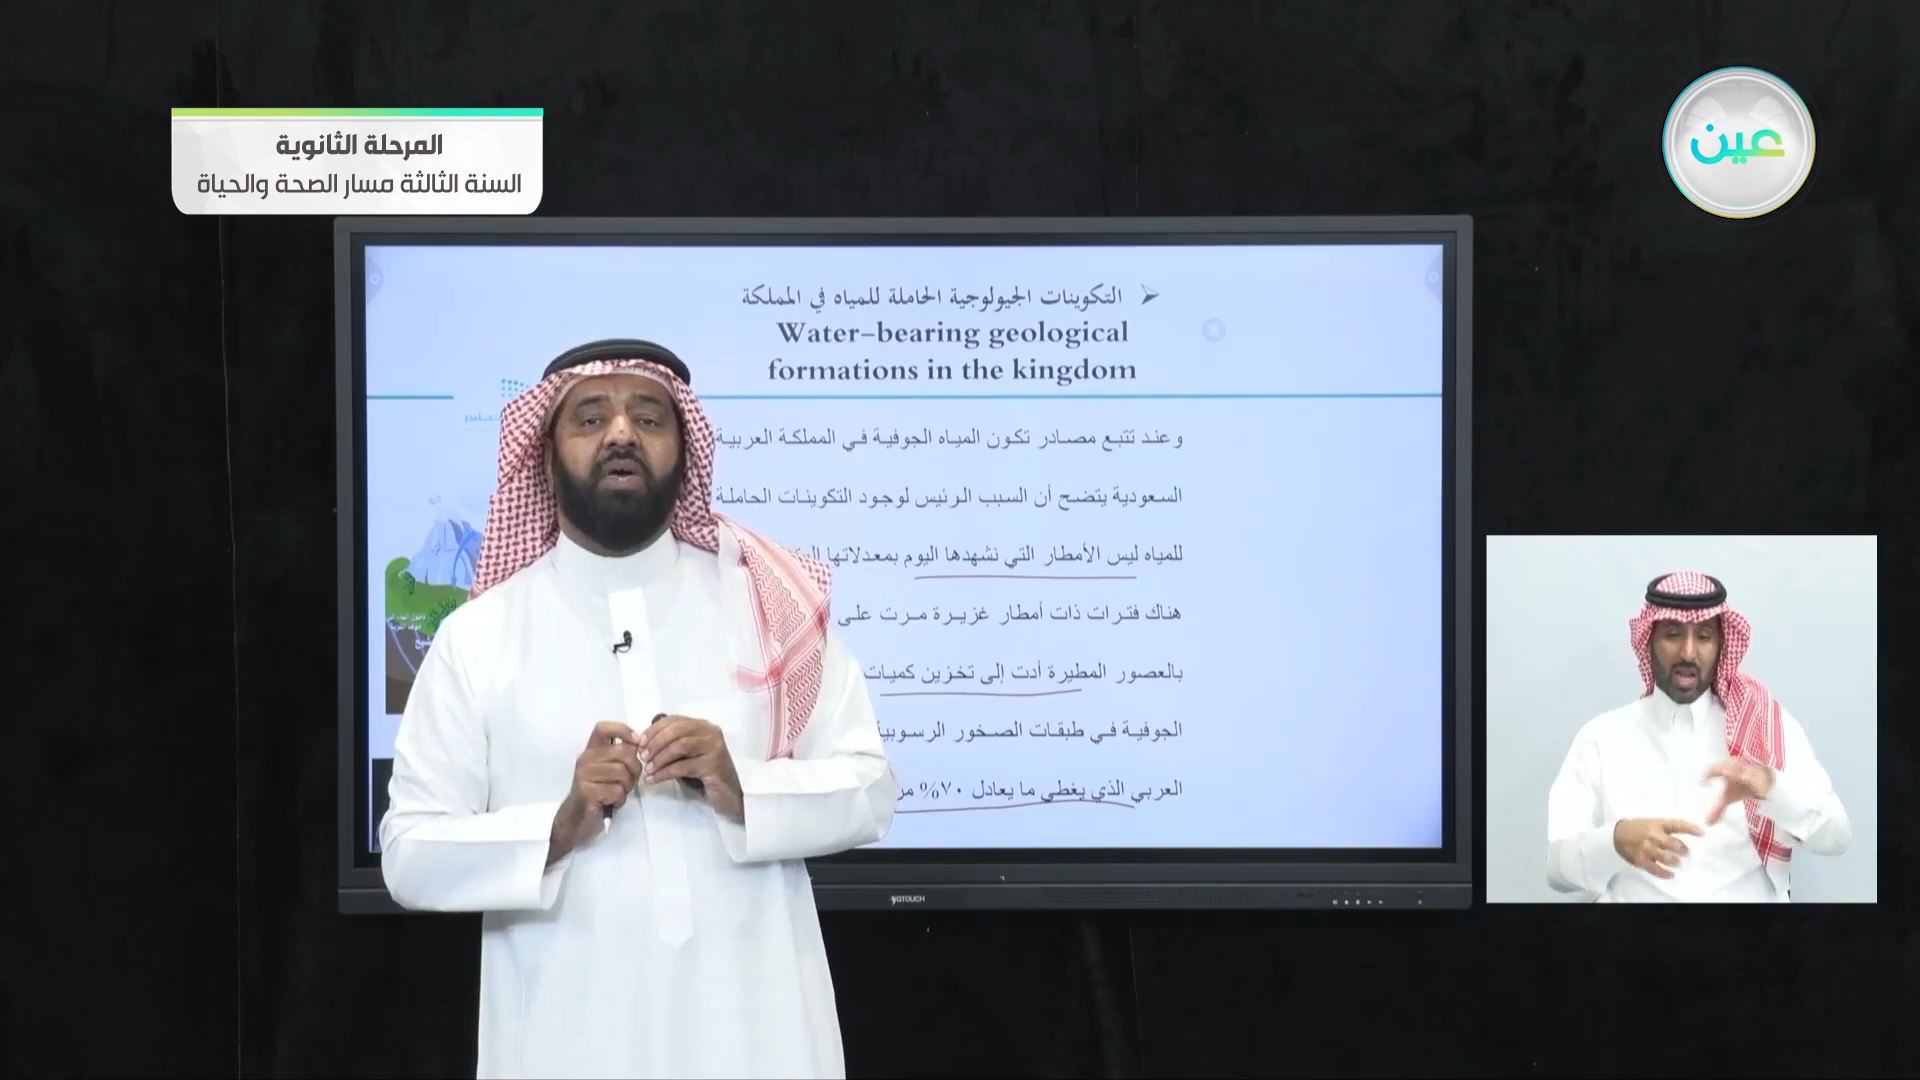 المرحلة الثانوية
السنة الثالثة مسار الصحة والحياة
عين
التكوينات الجيولوجية الحاملة للمياه في المملكة
Water-bearing geological
formations in the kingdom
وعند تتبع مصادر تكون المياه الجوفية في المملكة العربية
السعودية يتضح أن السبب الرئيس لوجود التكوينات الحاملة
للمياه ليس الأمطار التي نشهدها اليوم بمعدلاتها
هناك فترات ذات أمطار غزيرة مرت على
بالعصور المطيرة أدت إلى تخزين كميات
الجوفية في طبقات الصخور الرسوبية
العربي الذي يغطي ما يعادل ٧٠% من